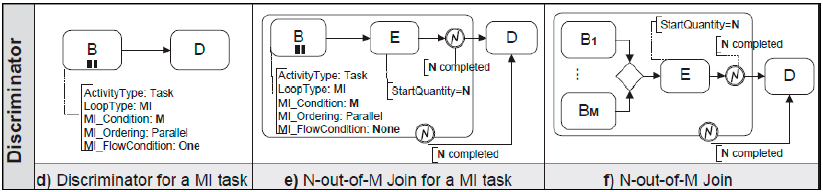 Discriminator
B
D
ActivityType: Task
LoopType: MI
MI_Condition: M
MI_Ordering: Parallel
MI_FlowCondition: One
d) Discriminator for a MI task
B
E
N
D
N completed
ActivityType: Task
LoopType: MI
MI_Condition: M
MI_Ordering: Parallel
MI_FlowCondition: None
StartQuantity=N
N
N completed
e) N-out-of-M Join for a MI task
StartQuantity=N
B1
N completed
E
N
D
⋮
BM
N
N completed
f) N-out-of-M Join